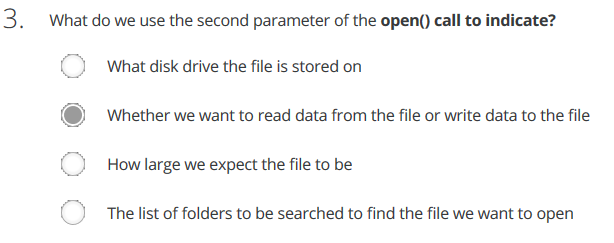 3. What do we use the second parameter of the open() call to indicate?
What disk drive the file is stored on
Whether we want to read data from the file or write data to the file
How large we expect the file to be
The list of folders to be searched to find the file we want to open